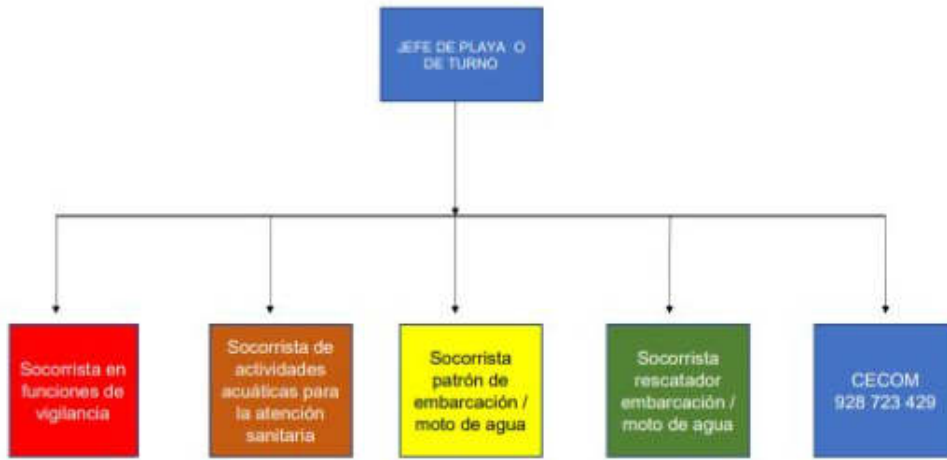 JEFE DE PLAYA O
DE TURNO
Socorrista en
funciones de
vigilancia
Socorrista de
actividades
acuáticas para
la atención
sanitaria
Socorrista
patrón de
embarcación /
moto de agua
Socorrista
rescatador
embarcación /
moto de agua
CECOM
928 723 429